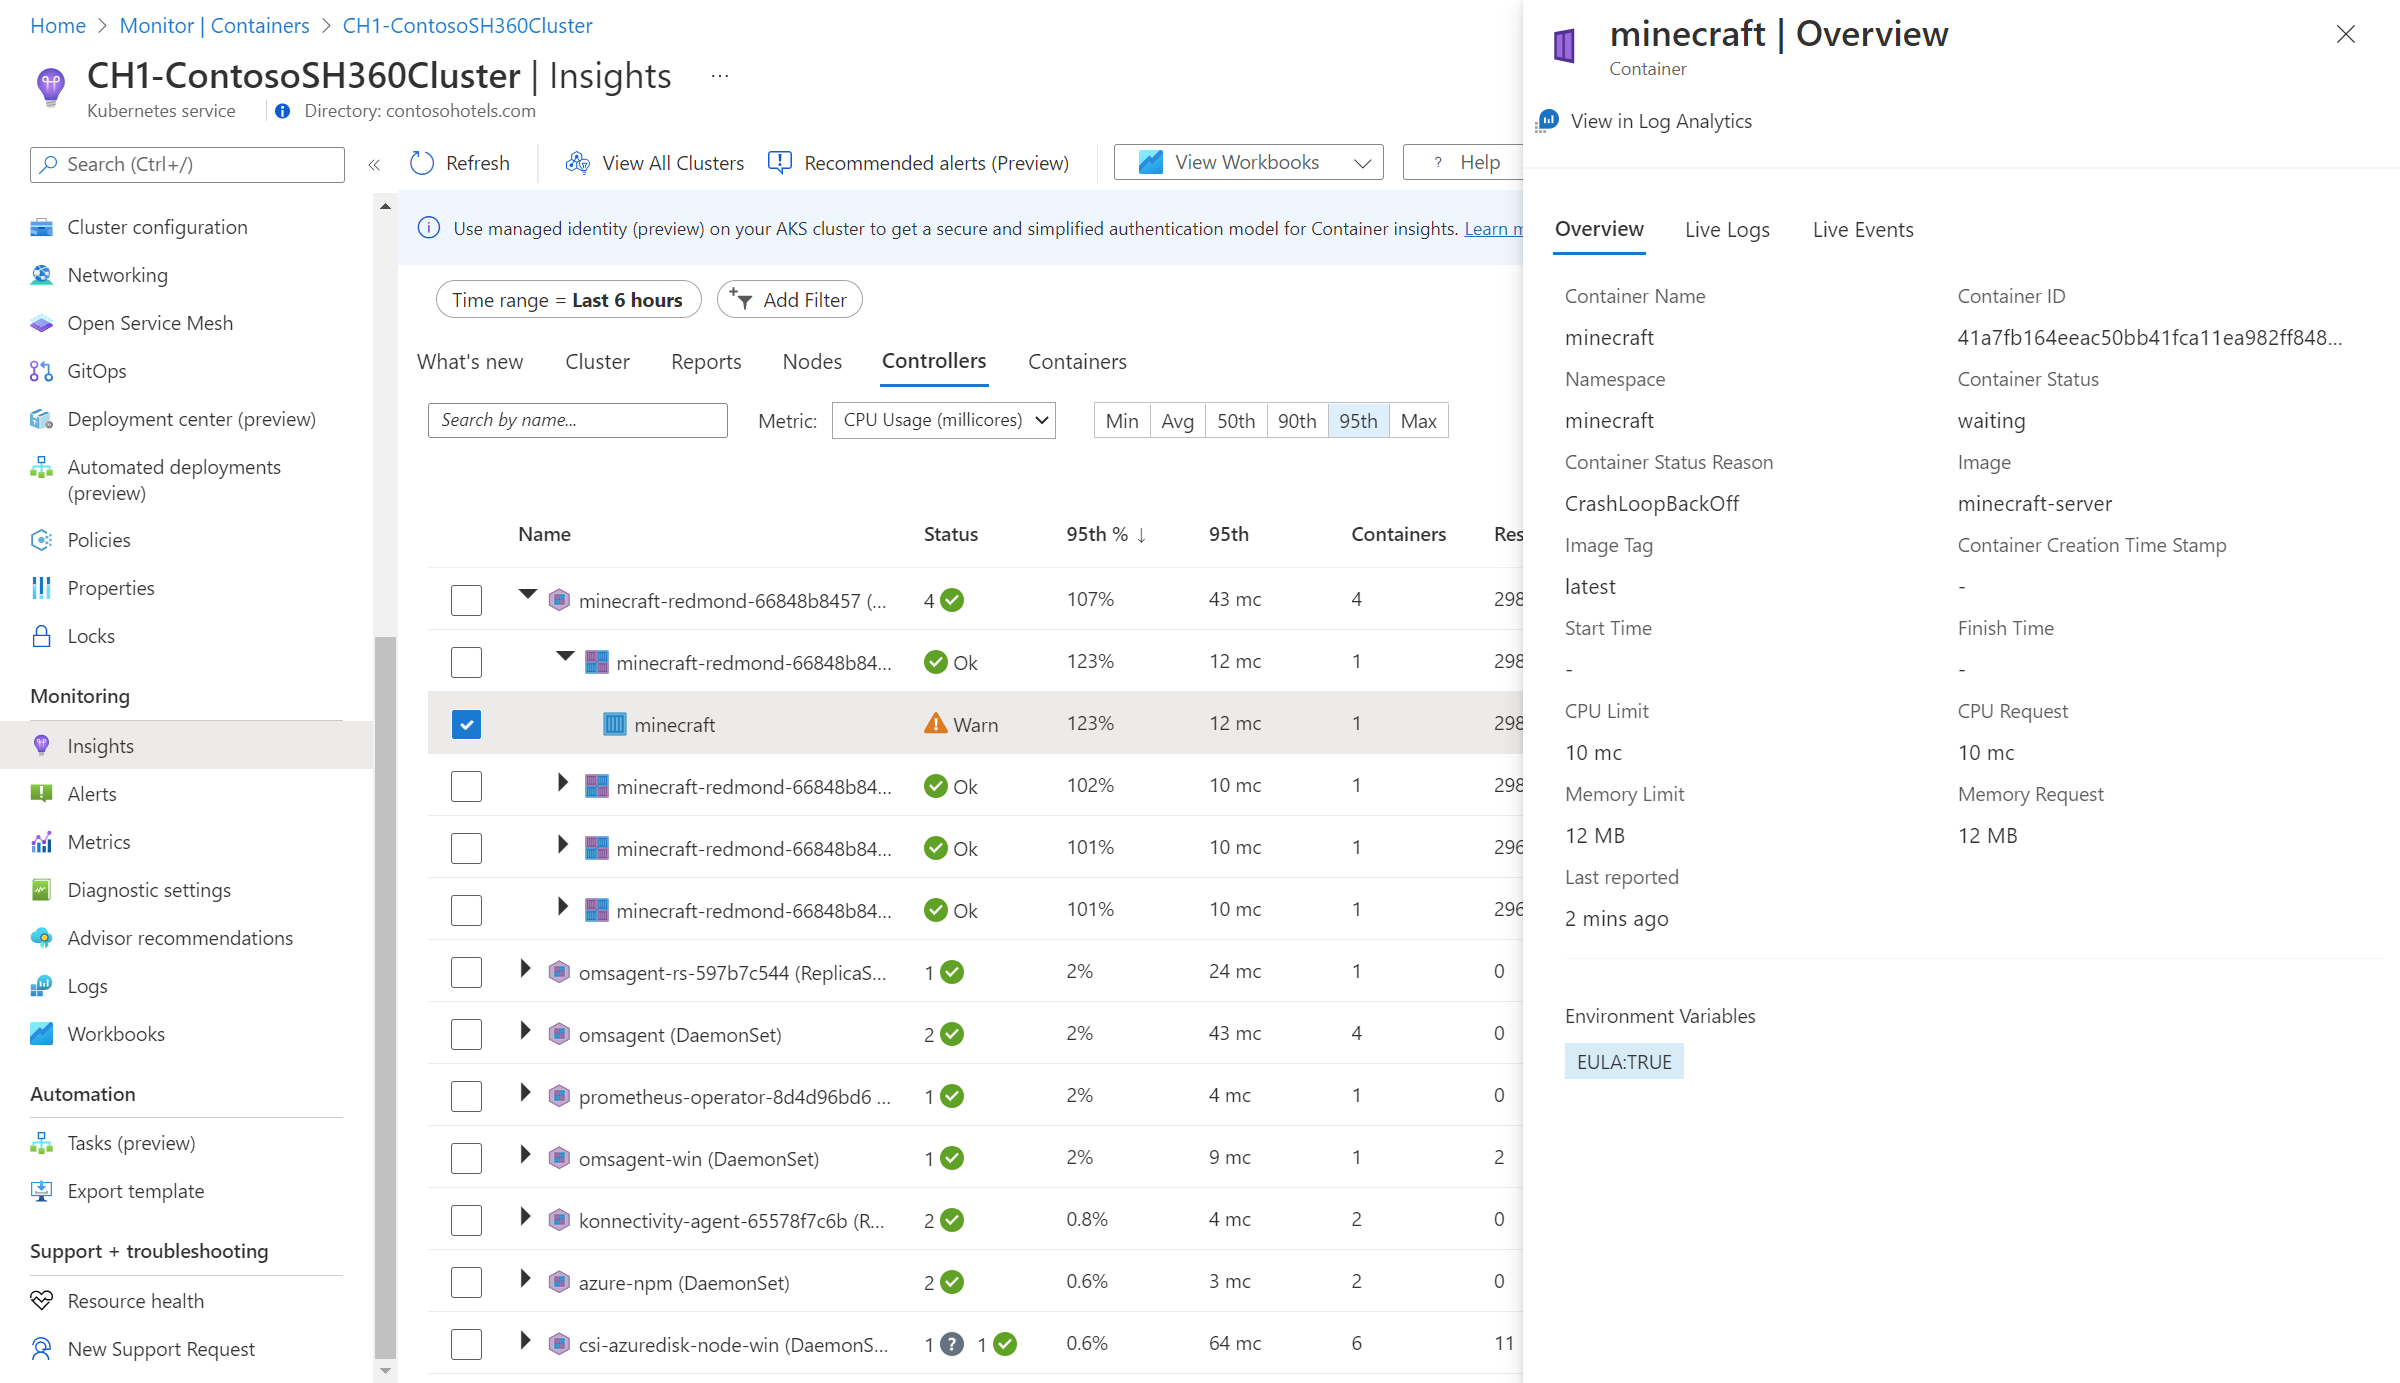 Home > Monitor | Containers > CH1-ContosoSH360Cluster
CH1-ContosoSH360Cluster | Insights ...
Kubernetes service
Directory: contosohotels.com
Search (Ctrl+/)
«
Cluster configuration
Networking
Open Service Mesh
GitOps
Deployment center (preview)
Automated deployments
(preview)
Policies
Properties
Locks
Monitoring
Insights
Alerts
Metrics
Diagnostic settings
Advisor recommendations
Logs
Workbooks
Automation
Tasks (preview)
Export template
Support + troubleshooting
Resource health
New Support Request
Refresh
View All Clusters
Recommended alerts (Preview)
View Workbooks
? Help
Use managed identity (preview) on your AKS cluster to get a secure and simplified authentication model for Container insights. Learn m
Time range = Last 6 hours
Add Filter
What's new Cluster Reports Nodes Controllers Containers
Search by name...
Metric: CPU Usage (millicores)
Min Avg 50th 90th 95th Max
Name Status 95th % ↓ 95th Containers Res
minecraft-redmond-66848b8457 (... 4 107% 43 mc 4 298
minecraft-redmond-66848b84... Ok 123% 12 mc 1 298
minecraft Warn 123% 12 mc 1 298
minecraft-redmond-66848b84... Ok 102% 10 mc 1 298
minecraft-redmond-66848b84... Ok 101% 10 mc 1 296
minecraft-redmond-66848b84... Ok 101% 10 mc 1 296
omsagent-rs-597b7c544 (ReplicaS... 1 2% 24 mc 1 0
omsagent (DaemonSet) 2 2% 43 mc 4 0
prometheus-operator-8d4d96bd6 ... 1 2% 4 mc 1 0
omsagent-win (DaemonSet) 1 2% 9 mc 1 2
konnectivity-agent-65578f7c6b (R... 2 0.8% 4 mc 2 0
azure-npm (DaemonSet) 2 0.6% 3 mc 2 0
csi-azuredisk-node-win (DaemonS... 1 ? 1 0.6% 64 mc 6 11
minecraft | Overview
Container
View in Log Analytics
Overview Live Logs Live Events
Container Name
minecraft
Container ID
41a7fb164eeac50bb41fca11ea982ff848...
Namespace
minecraft
Container Status
waiting
Container Status Reason
CrashLoopBackOff
Image
minecraft-server
Image Tag
latest
Container Creation Time Stamp
-
Start Time
-
Finish Time
-
CPU Limit
10 mc
CPU Request
10 mc
Memory Limit
12 MB
Memory Request
12 MB
Last reported
2 mins ago
Environment Variables
EULA:TRUE